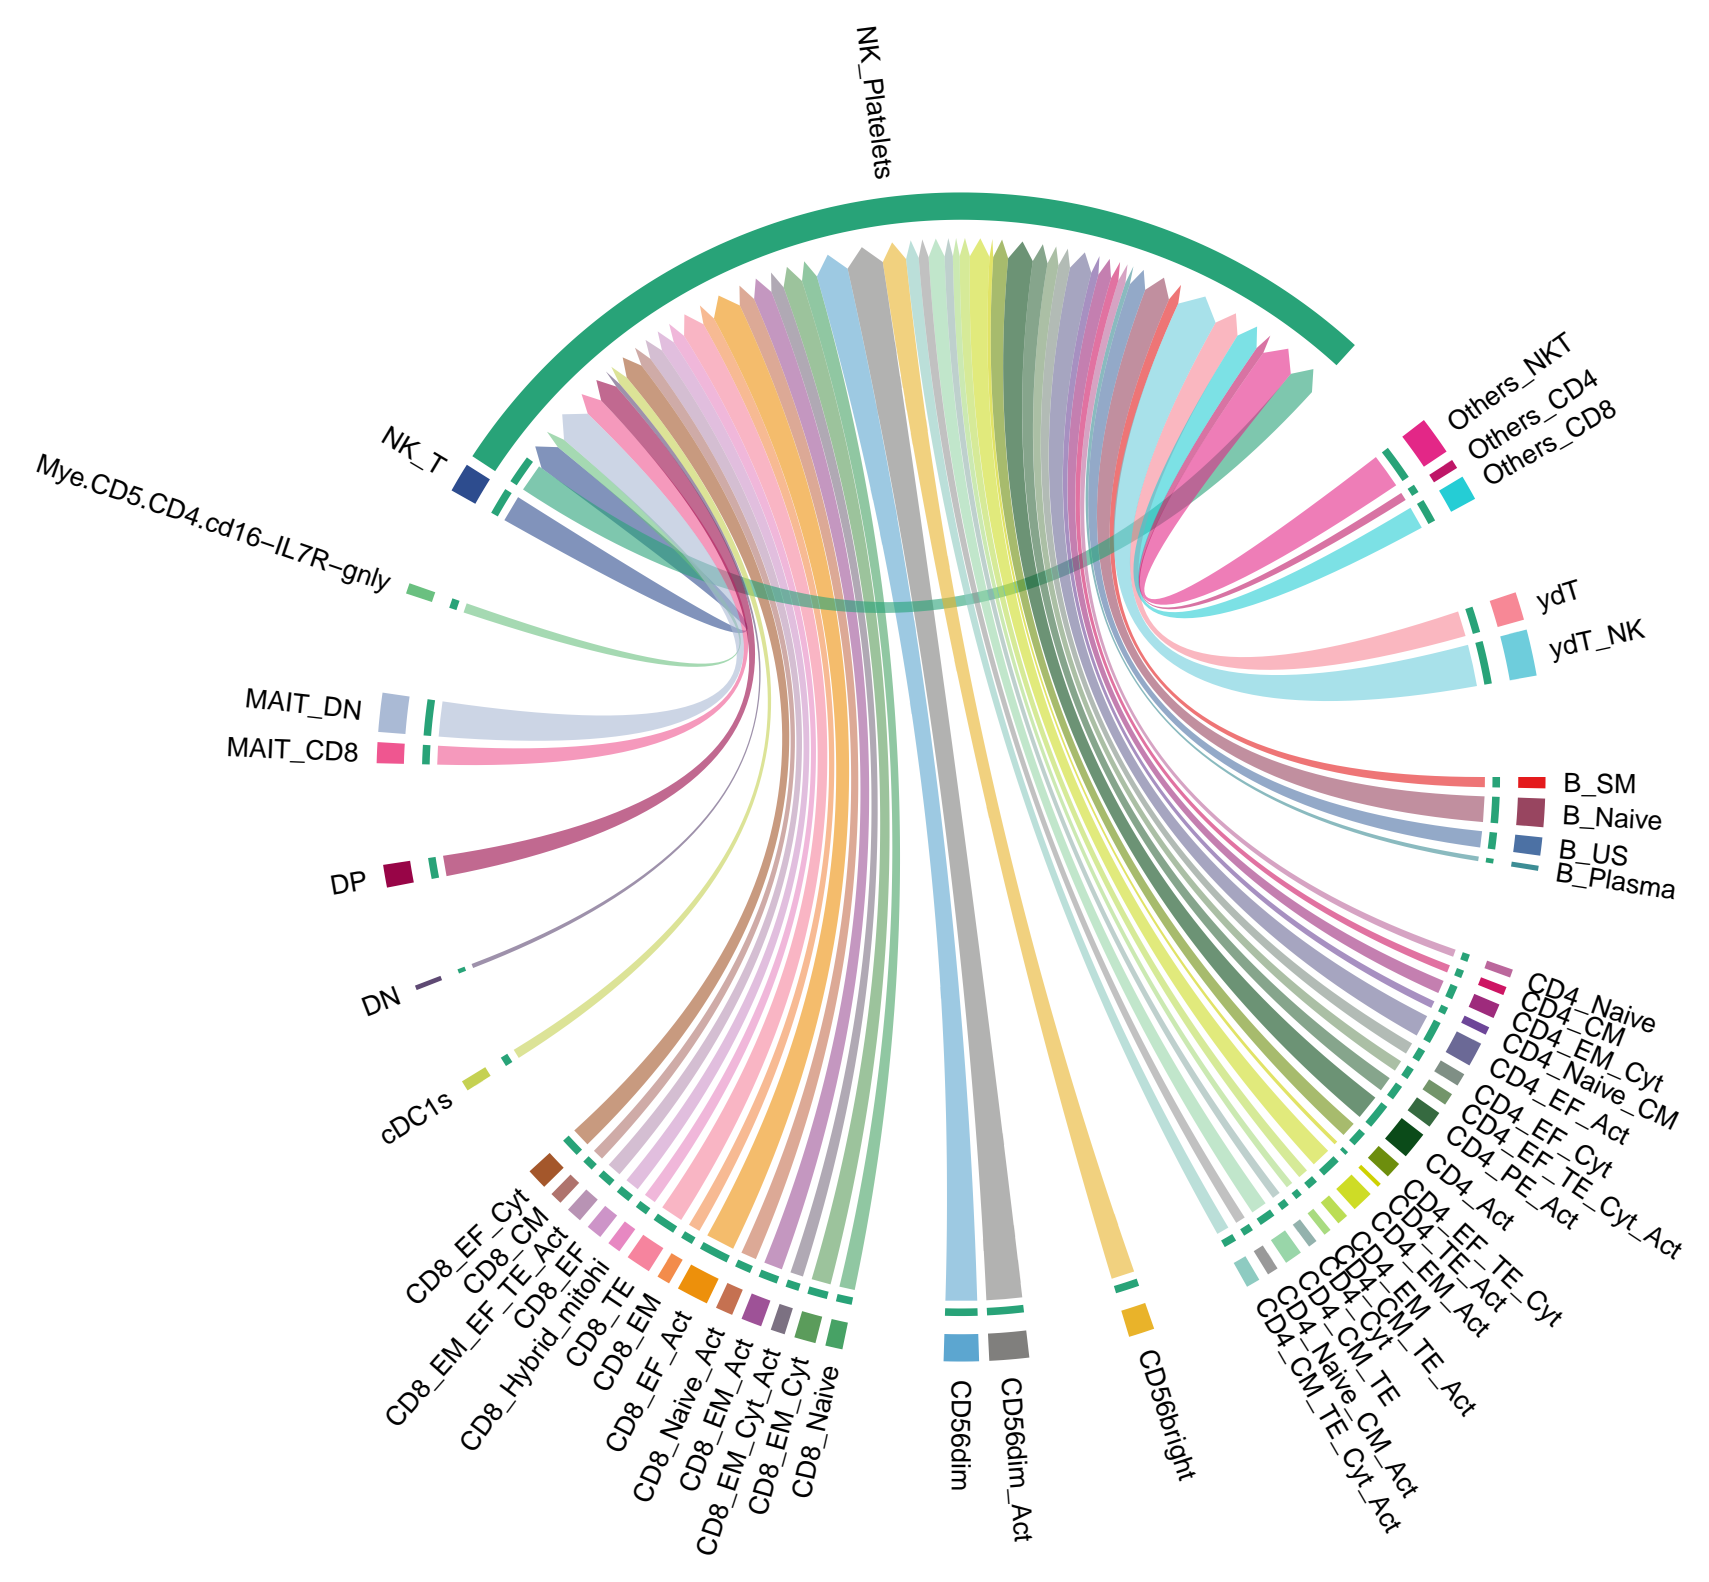 NK_Platelets
Others_NKT
Others_CD4
Others_CD8
ydT
ydT_NK
B_SM
B_Naive
B_US
B_Plasma
CD4_Naive
CD4_CM
CD4_EM_Cyt
CD4_Naive_CM
CD4_EF_Act
CD4_EF_Cyt
CD4_EF_TE_Cyt_Act
CD4_PE_Act
CD4_Act
CD4_EF_TE_Cyt
CD4_TE_Act
CD4_EM_Act
CD4_EM
CD4_CM_TE_Act
CD4_Cyt
CD4_TE
CD4_CM_TE
CD4_Naive_CM_Act
CD4_CM_TE_Cyt_Act
CD56bright
CD56dim_Act
CD56dim
CD8_Naive
CD8_EM_Cyt
CD8_EM_Cyt_Act
CD8_EM_Act
CD8_Naive_Act
CD8_EF_Act
CD8_EM
CD8_TE
CD8_Hybrid_mitohi
CD8_EF
CD8_EM_EF_TE_Act
CD8_CM
CD8_EF_Cyt
cDC1s
DN
DP
MAIT_CD8
MAIT_DN
Mye.CD5.CD4.cd16–IL7R–gnly
NK_T